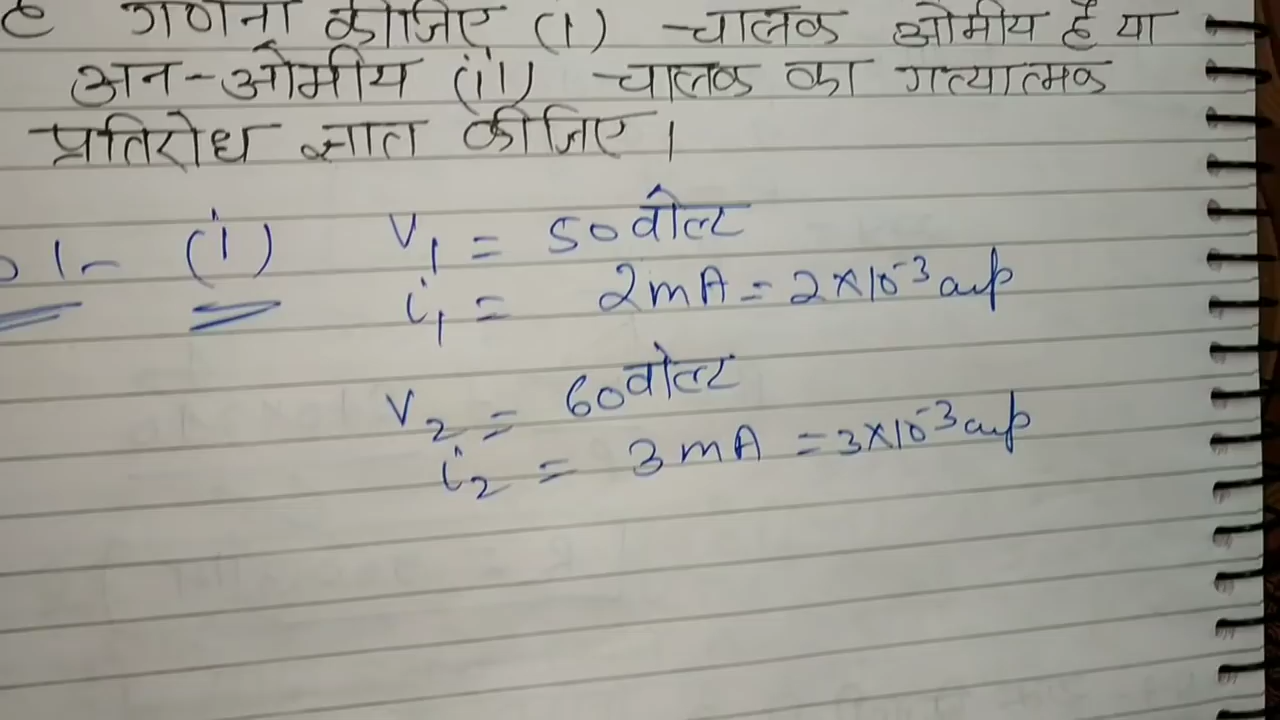 है गणना कीजिए (i) चालक ओमीय है या
अन-ओमीय (ii) चालक का गत्यात्मक
प्रतिरोध ज्ञात कीजिए।
(i) V₁ = 50 वोल्ट
i₁ = 2mA = 2×10⁻³ amp
V₂ = 60 वोल्ट
i₂ = 3mA = 3×10⁻³ amp